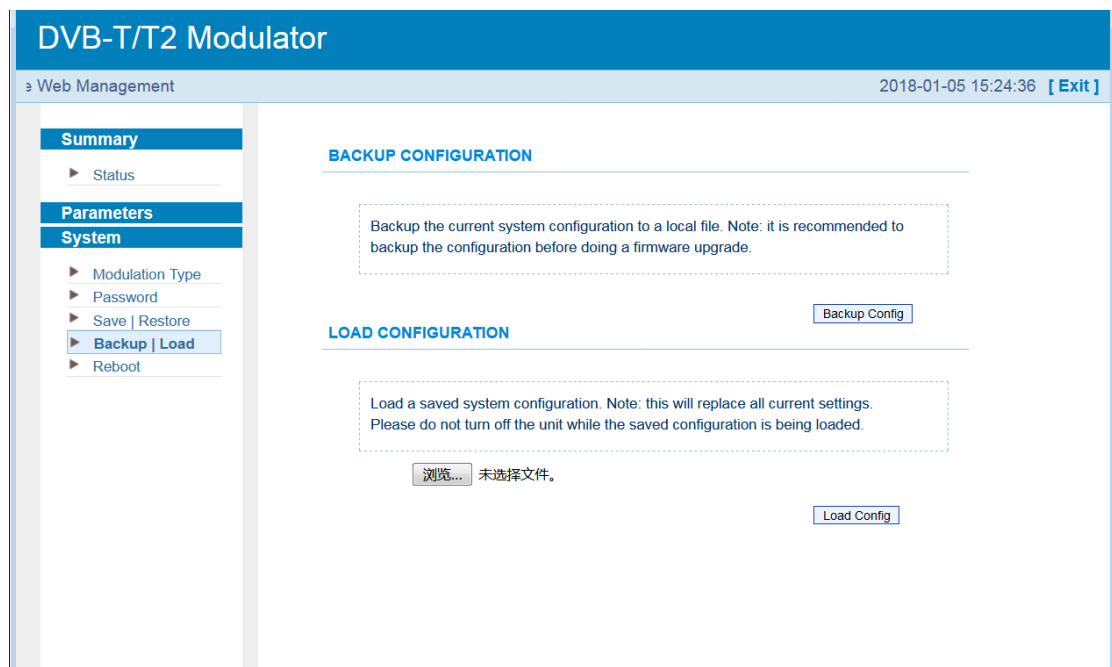 DVB-T/T2 Modulator
Web Management
2018-01-05 15:24:36 [ Exit ]
Summary
Status
Parameters
System
Modulation Type
Password
Save | Restore
Backup | Load
Reboot
BACKUP CONFIGURATION
Backup the current system configuration to a local file. Note: it is recommended to
backup the configuration before doing a firmware upgrade.
Backup Config
LOAD CONFIGURATION
Load a saved system configuration. Note: this will replace all current settings.
Please do not turn off the unit while the saved configuration is being loaded.
浏览... 未选择文件。
Load Config